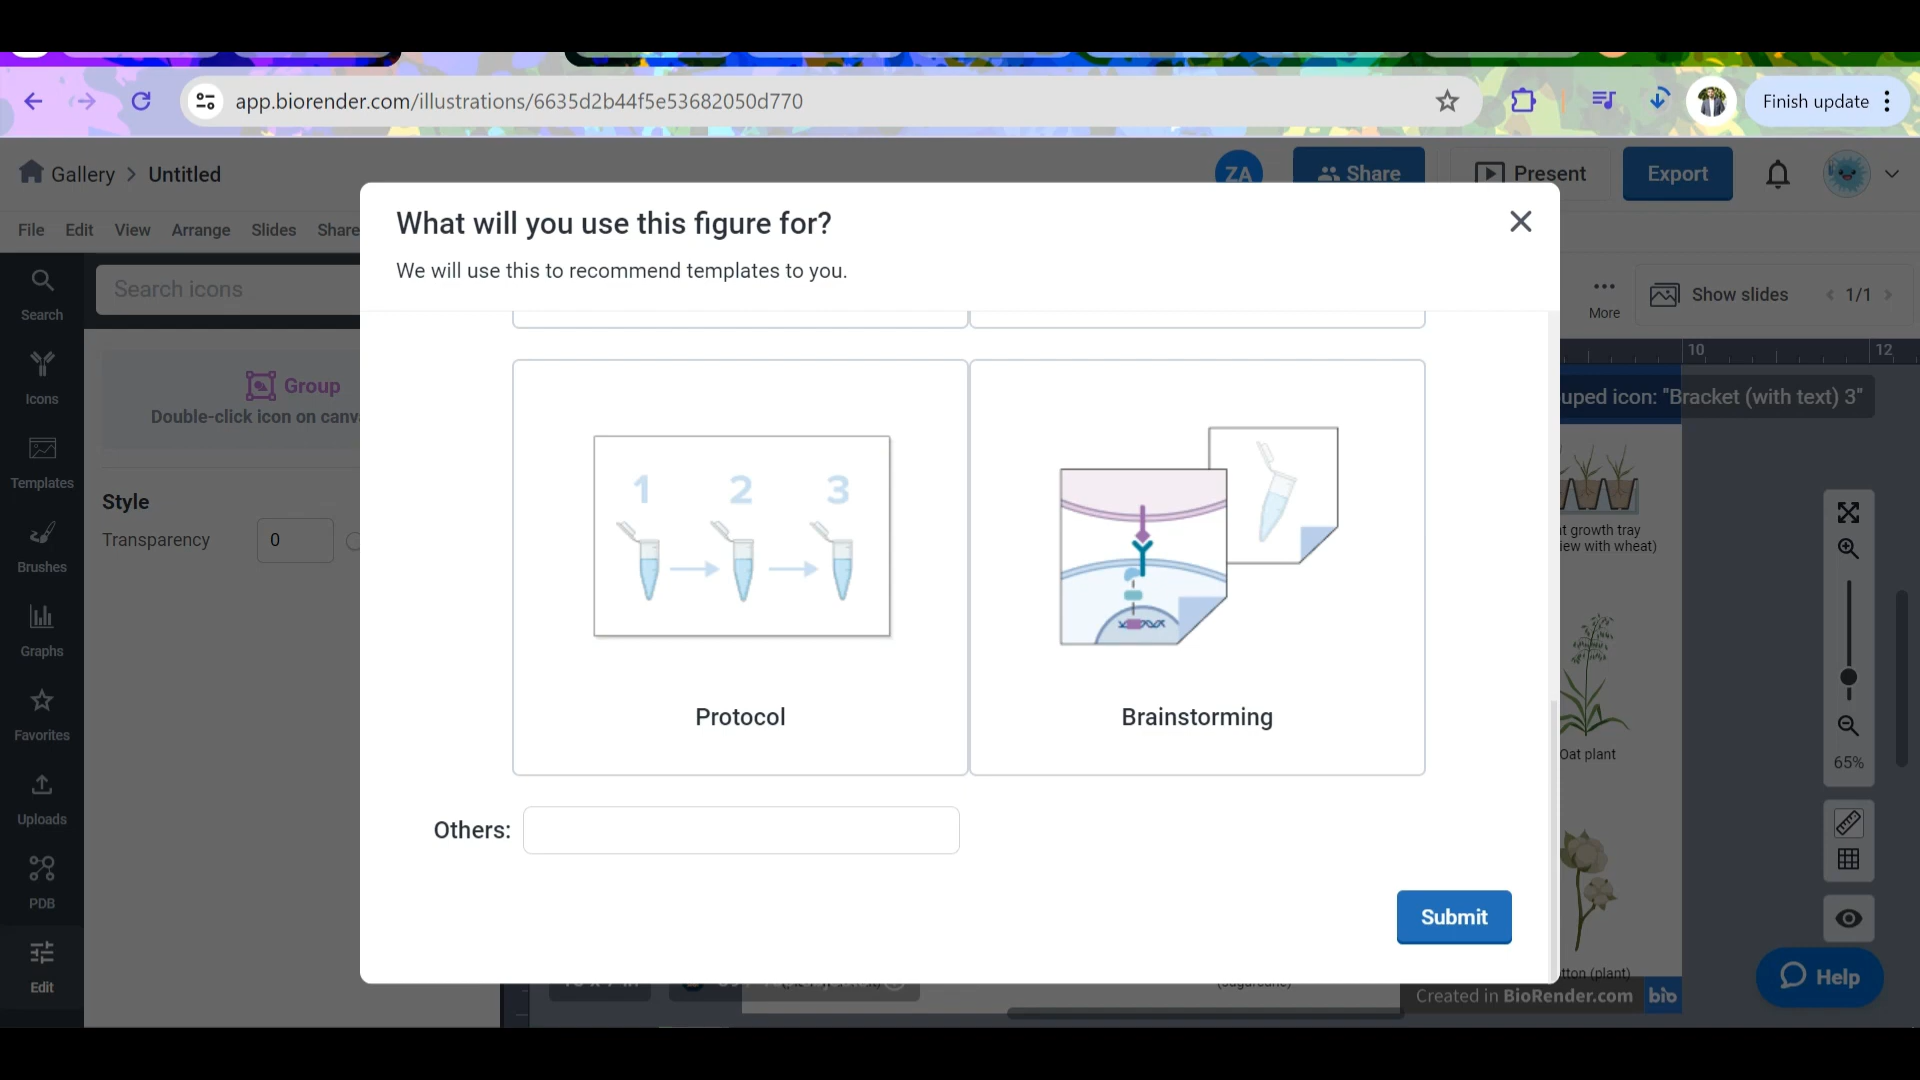 app.biorender.com/illustrations/6635d2b44f5e53682050d770
Finish update
Gallery > Untitled
ZA
Share
Present
Export
File Edit View Arrange Slides Share
Search icons
More
Show slides
1/1
Search
Icons
Templates
Brushes
Graphs
Favorites
Uploads
PDB
Edit
Group
Double-click icon on canv
Style
Transparency 0
What will you use this figure for?
We will use this to recommend templates to you.
1 2 3
Protocol
Brainstorming
Others:
Submit
10 12
uped icon: "Bracket (with text) 3"
t growth tray
iew with wheat)
Oat plant
65%
tton (plant)
Created in BioRender.com bio
Help